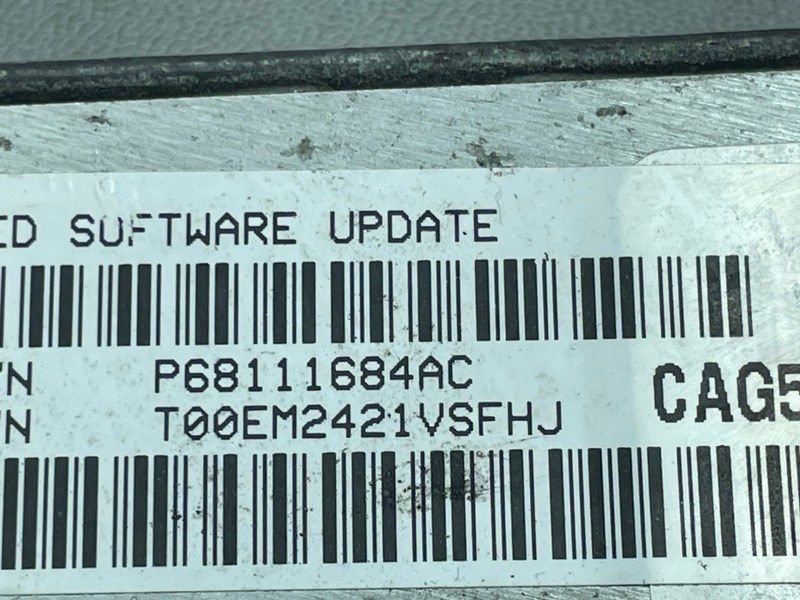 ED SOFTWARE UPDATE
/N P68111684AC
/N T00EM2421VSFHJ
CAG5